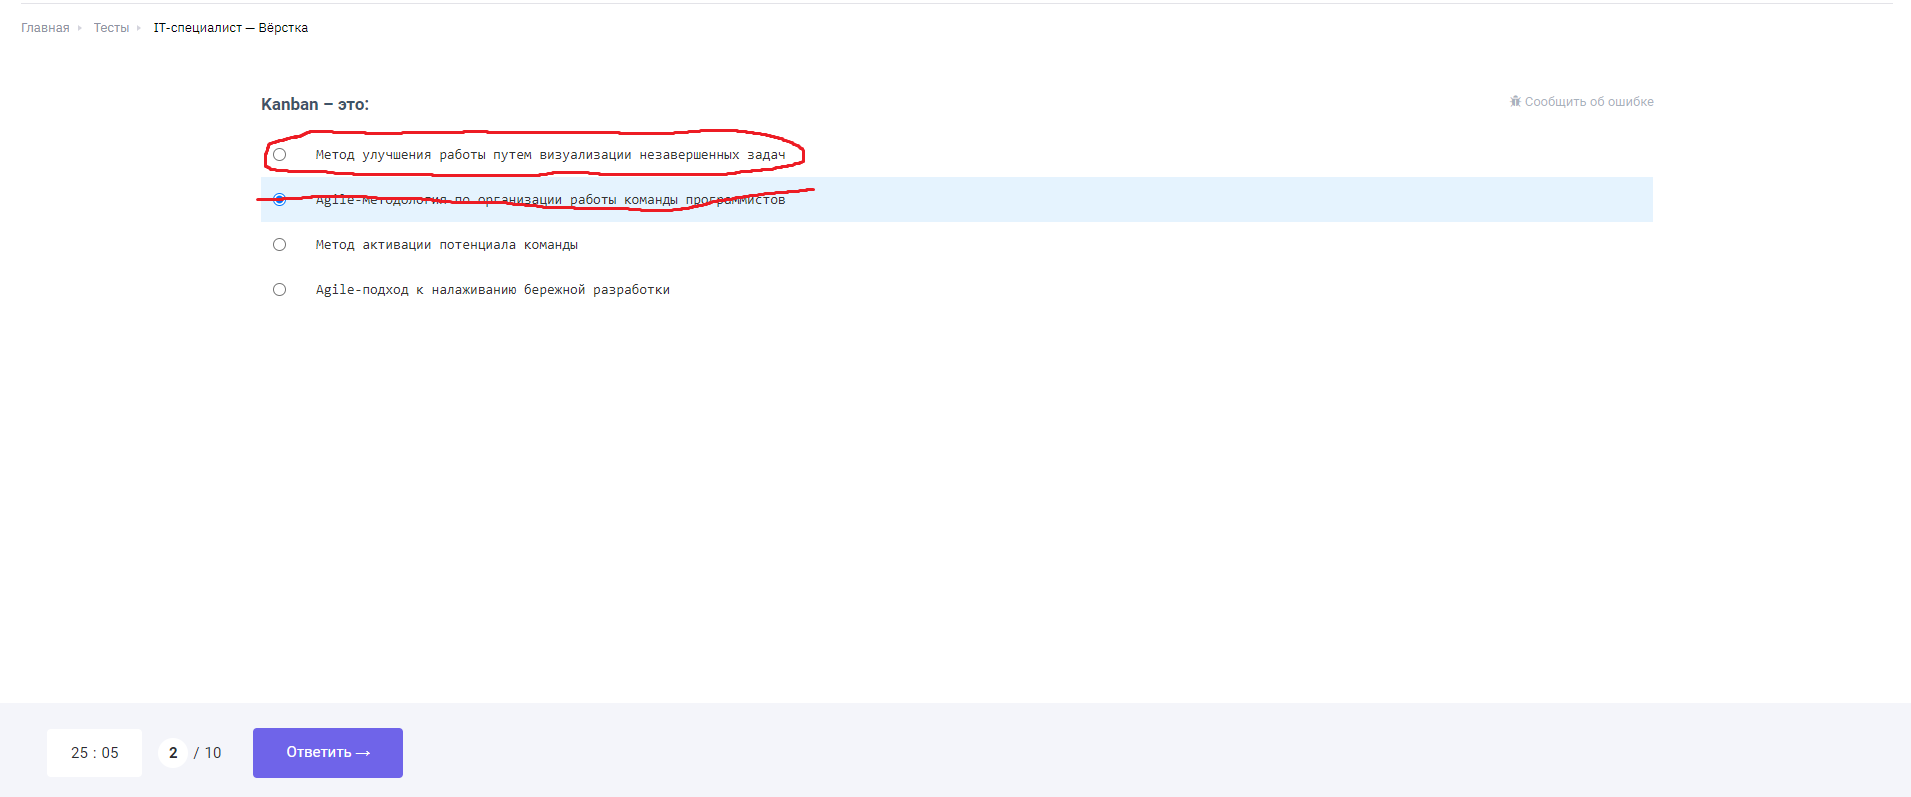 Главная Тесты IT-специалист — Вёрстка
Kanban – это:
Сообщить об ошибке
Метод улучшения работы путем визуализации незавершенных задач
Agile-методология по организации работы команды программистов
Метод активации потенциала команды
Agile-подход к налаживанию бережной разработки
25 : 05 2 / 10 Ответить →